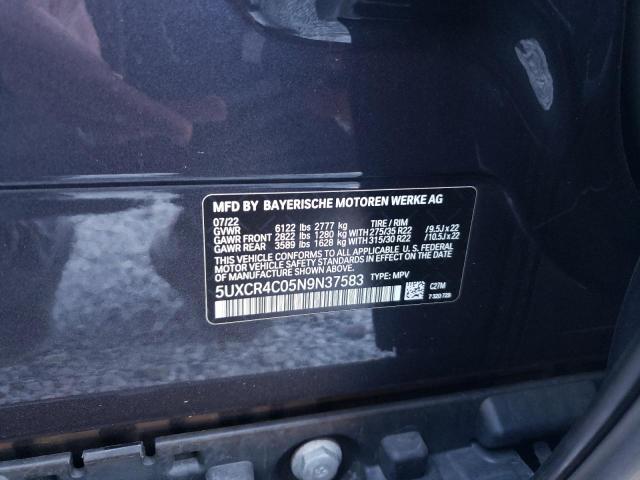 MFD BY BAYERISCHE MOTOREN WERKE AG
07/22
GVWR 6122 lbs 2777 kg TIRE / RIM
GAWR FRONT 2822 lbs 1280 kg WITH 275/35 R22 /9.5J x 22
GAWR REAR 3589 lbs 1628 kg WITH 315/30 R22 /10.5J x 22
THIS VEHICLE CONFORMS TO ALL APPLICABLE U.S. FEDERAL
MOTOR VEHICLE SAFETY STANDARDS IN EFFECT ON THE DATE
OF MANUFACTURE SHOWN ABOVE.
5UXCR4C05N9N37583 TYPE: MPV
C27M
7 320 729